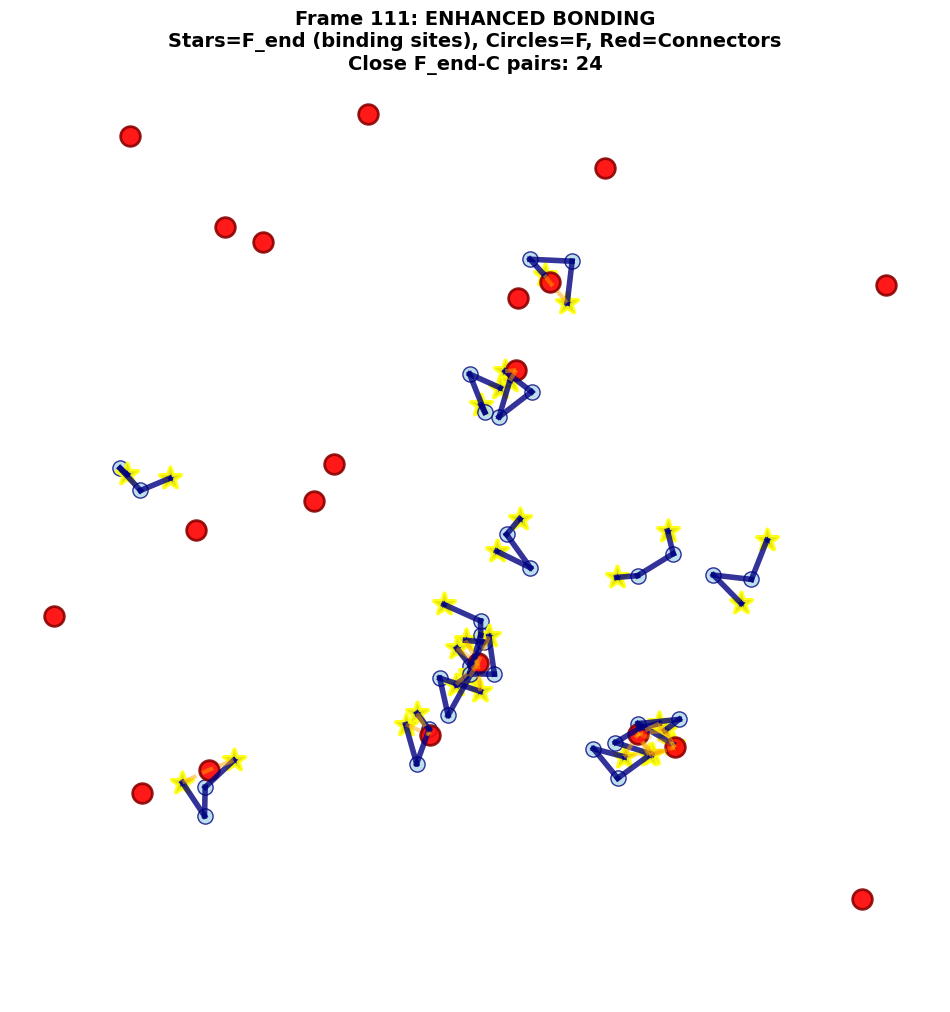 Frame 111: ENHANCED BONDING
Stars=F_end (binding sites), Circles=F, Red=Connectors
Close F_end-C pairs: 24